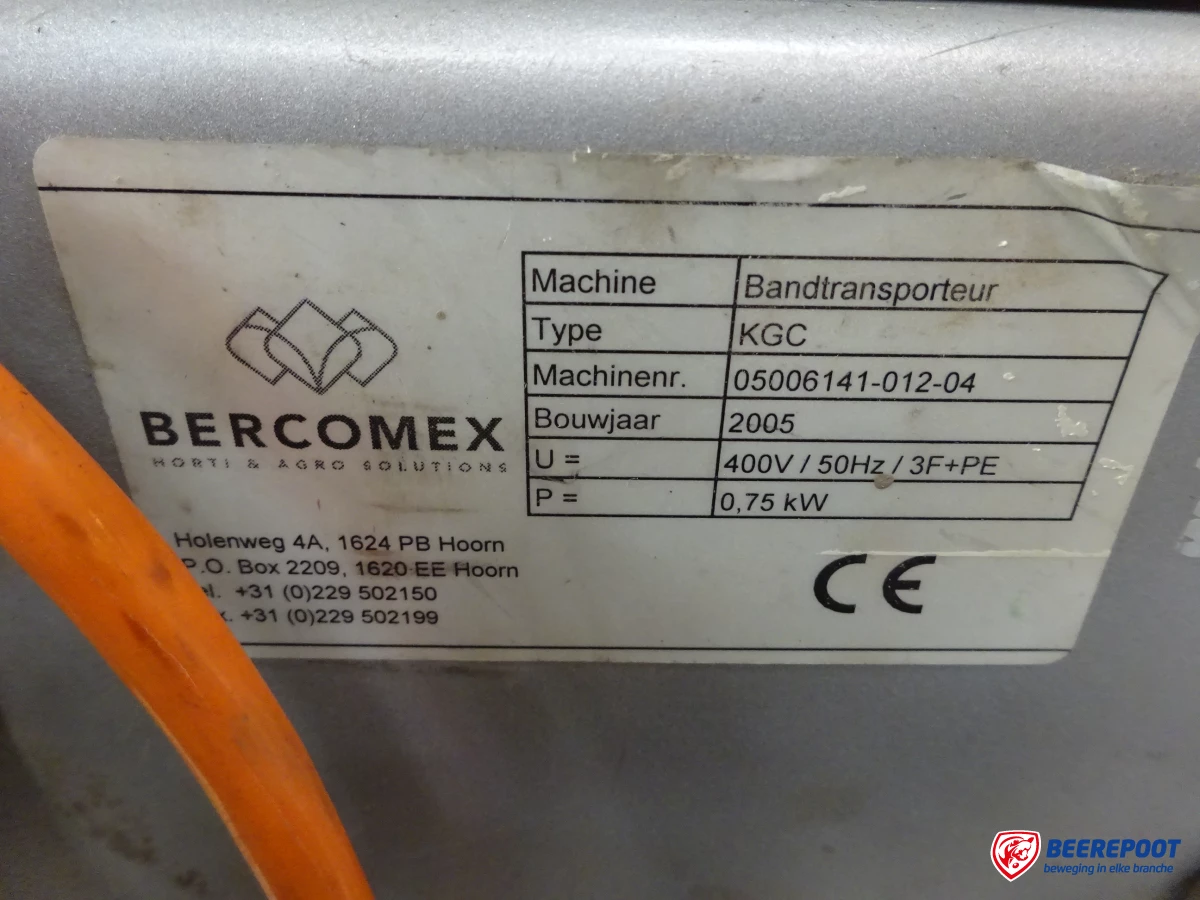 Machine Bandtransporteur
Type KGC
Machinenr. 05006141-012-04
Bouwjaar 2005
U = 400V / 50Hz / 3F+PE
P = 0,75 kW
BERCOMEX
HORTI & AGRO SOLUTIONS
Holenweg 4A, 1624 PB Hoorn
P.O. Box 2209, 1620 EE Hoorn
+31 (0)229 502150
+31 (0)229 502199
CE
BEEREPOOT
beweging in elke branche